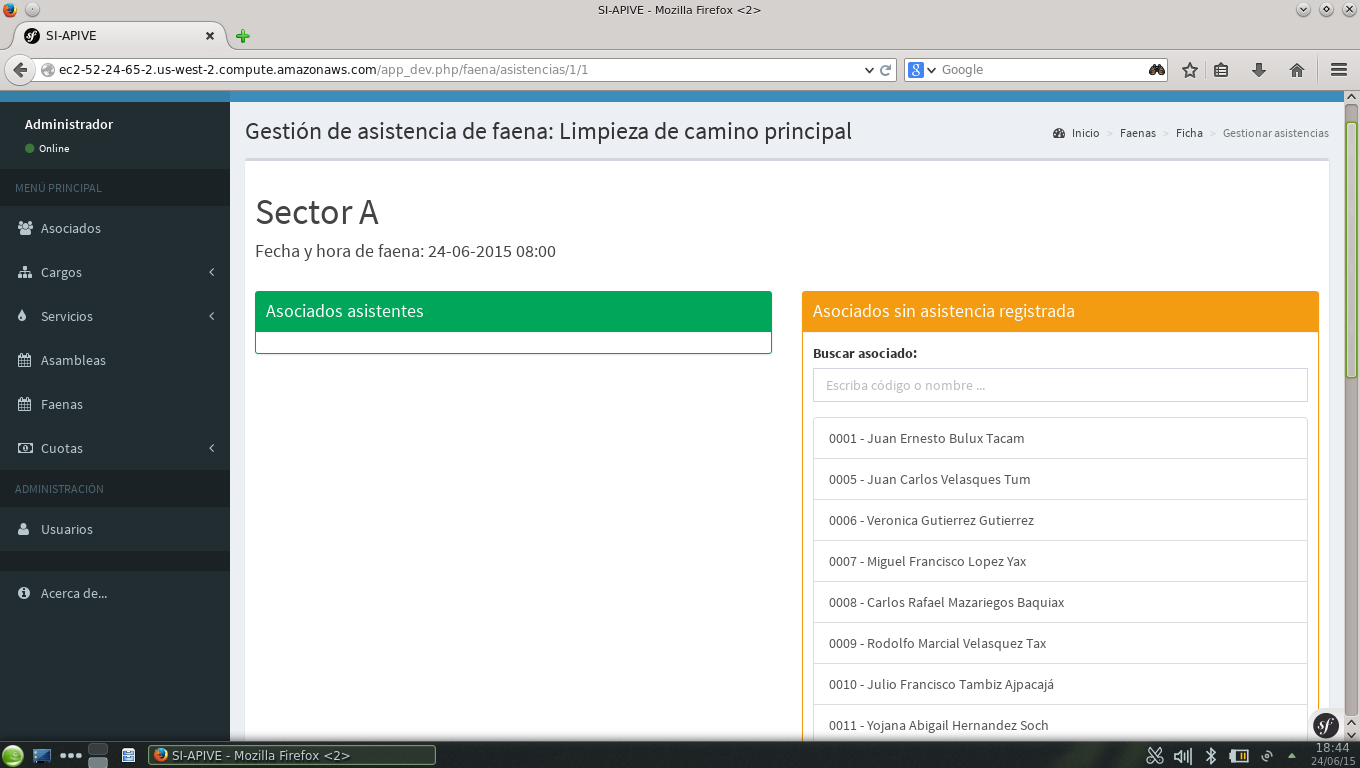 SI-APIVE - Mozilla Firefox <2>
SI-APIVE
ec2-52-24-65-2.us-west-2.compute.amazonaws.com/app_dev.php/faena/asistencias/1/1
Google
Administrador
Online
MENÚ PRINCIPAL
Asociados
Cargos
Servicios
Asambleas
Faenas
Cuotas
ADMINISTRACIÓN
Usuarios
Acerca de...
Gestión de asistencia de faena: Limpieza de camino principal
Inicio > Faenas > Ficha > Gestionar asistencias
Sector A
Fecha y hora de faena: 24-06-2015 08:00
Asociados asistentes
Asociados sin asistencia registrada
Buscar asociado:
Escriba código o nombre ...
0001 - Juan Ernesto Bulux Tacam
0005 - Juan Carlos Velasques Tum
0006 - Veronica Gutierrez Gutierrez
0007 - Miguel Francisco Lopez Yax
0008 - Carlos Rafael Mazariegos Baquiax
0009 - Rodolfo Marcial Velasquez Tax
0010 - Julio Francisco Tambiz Ajpacajá
0011 - Yojana Abigail Hernandez Soch
SI-APIVE - Mozilla Firefox <2>
18:44
24/06/15